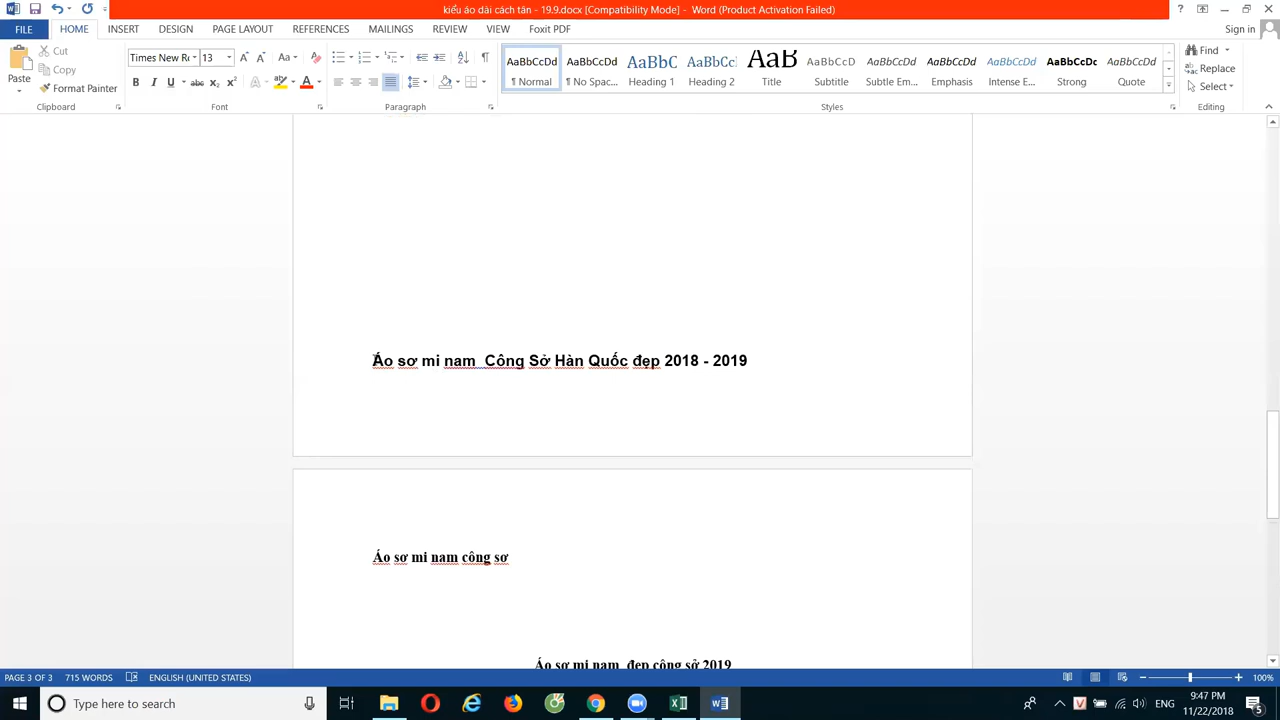 kiểu áo dài cách tân - 19.9.docx [Compatibility Mode] - Word (Product Activation Failed)
FILE HOME INSERT DESIGN PAGE LAYOUT REFERENCES MAILINGS REVIEW VIEW Foxit PDF Sign in
Paste
Cut
Copy
Format Painter
Times New Ro 13
AaBbCcDd AaBbCcDd AaBbC AaBbCc AaB AaBbCcD AaBbCcDd AaBbCcDd AaBbCcDd AaBbCcDc AaBbCcDd
¶ Normal ¶ No Spac... Heading 1 Heading 2 Title Subtitle Subtle Em... Emphasis Intense E... Strong Quote
Find
Replace
Select
Clipboard Font Paragraph Styles Editing
Áo sơ mi nam Công Sở Hàn Quốc đẹp 2018 - 2019
Áo sơ mi nam công sơ
Áo sơ mi nam đẹp công sở 2019
PAGE 3 OF 3 715 WORDS ENGLISH (UNITED STATES) 100%
Type here to search
ENG
9:47 PM
11/22/2018
5